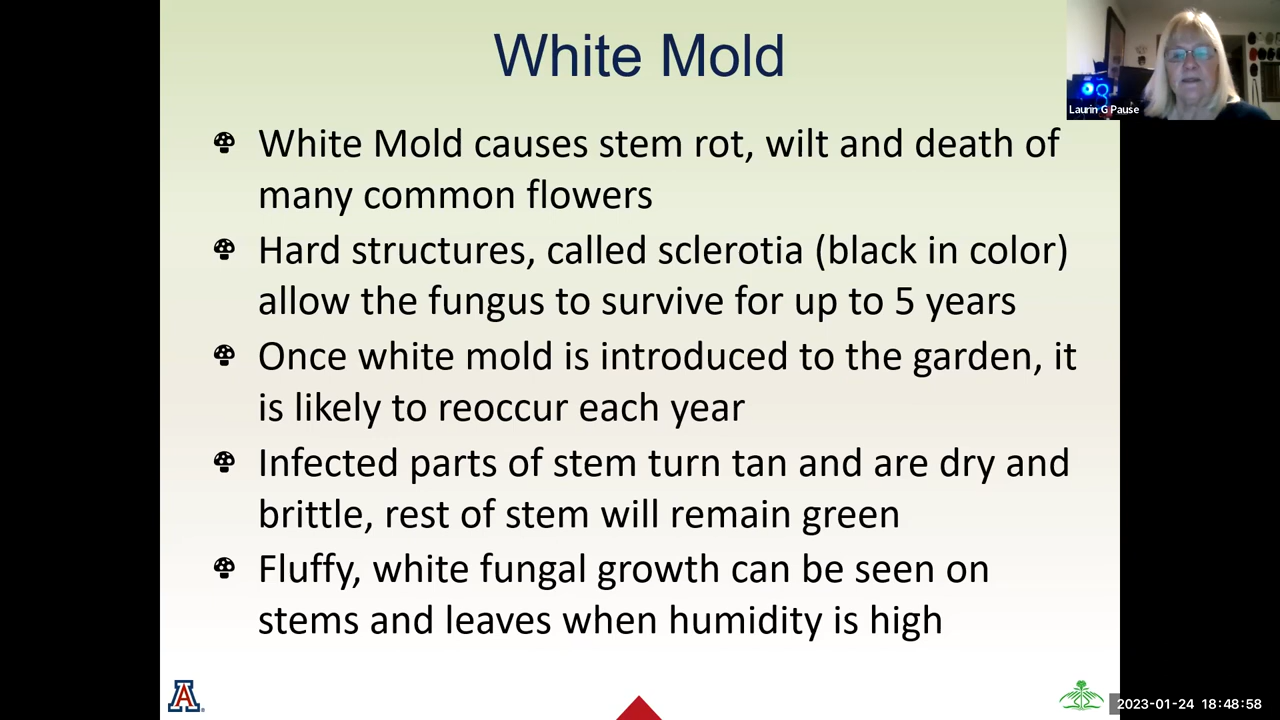 White Mold
Laurin G Pause
White Mold causes stem rot, wilt and death of
many common flowers
Hard structures, called sclerotia (black in color)
allow the fungus to survive for up to 5 years
Once white mold is introduced to the garden, it
is likely to reoccur each year
Infected parts of stem turn tan and are dry and
brittle, rest of stem will remain green
Fluffy, white fungal growth can be seen on
stems and leaves when humidity is high
A
2023-01-24 18:48:58